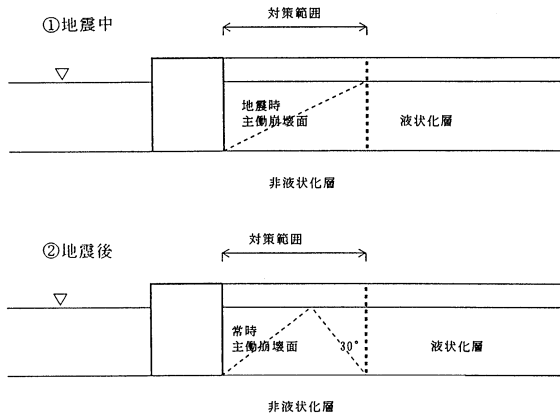 ①地震中
対策範囲
地震時
主働崩壊面
液状化層
非液状化層
②地震後
対策範囲
常時
主働崩壊面
30°
液状化層
非液状化層